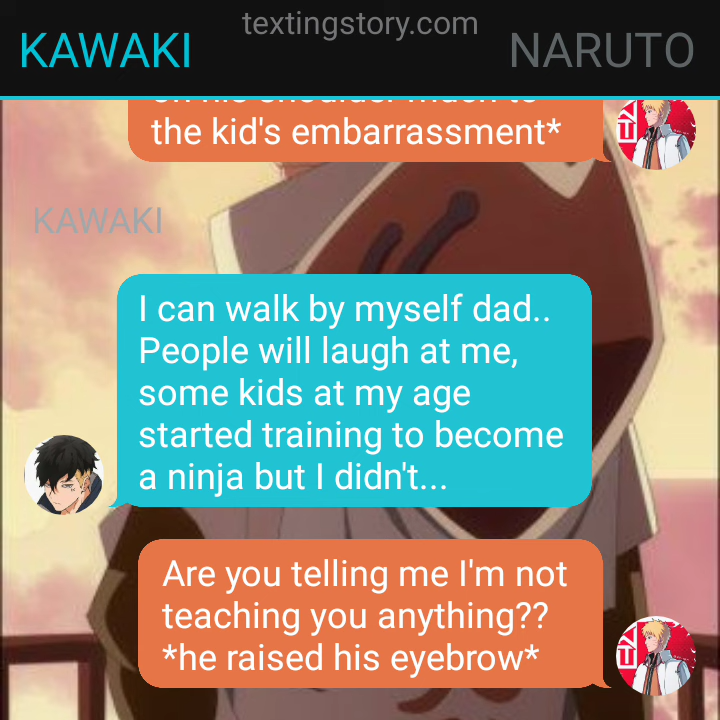 textingstory.com
KAWAKI
NARUTO
the kid's embarrassment*
KAWAKI
I can walk by myself dad..
People will laugh at me,
some kids at my age
started training to become
a ninja but I didn't...
Are you telling me I'm not
teaching you anything??
*he raised his eyebrow*